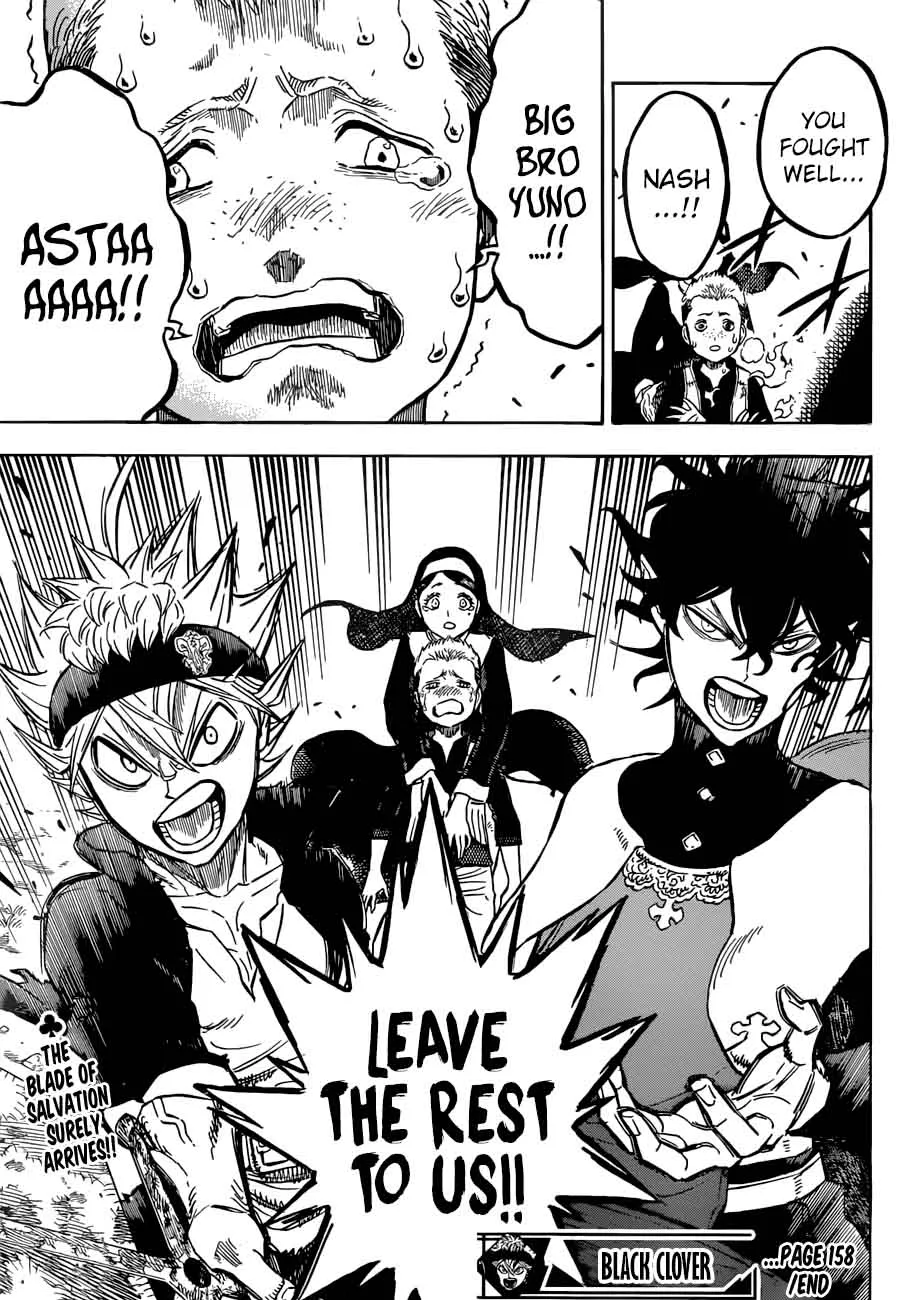 YOU
FOUGHT
WELL...
NASH
...!!
BIG
BRO
YUNO
...!!
ASTAA
AAAA!!
LEAVE
THE REST
TO US!!
THE
BLADE OF
SALVATION
SURELY
ARRIVES!!
BLACK CLOVER
...PAGE 158
/END